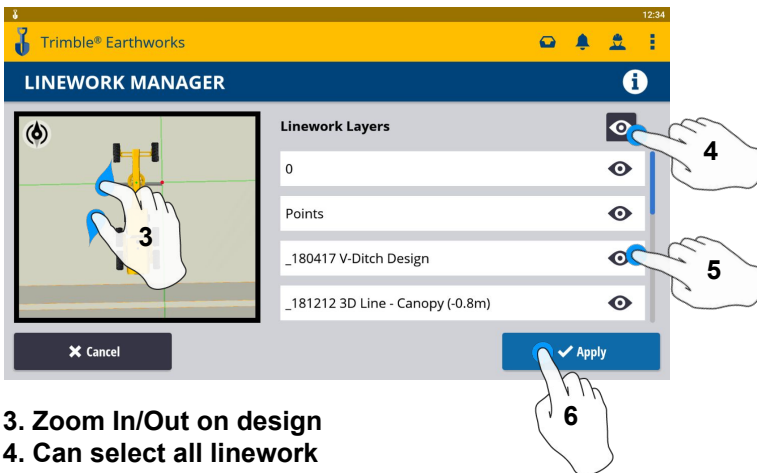 12:34
Trimble® Earthworks
LINEWORK MANAGER
Linework Layers
4
0
3
Points
_180417 V-Ditch Design
5
_181212 3D Line - Canopy (-0.8m)
Cancel
Apply
6
3. Zoom In/Out on design
4. Can select all linework